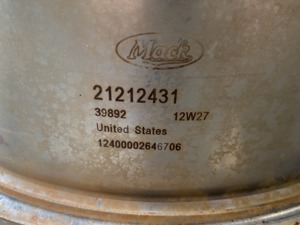 Mack
21212431
39892 12W27
United States
12400002646706